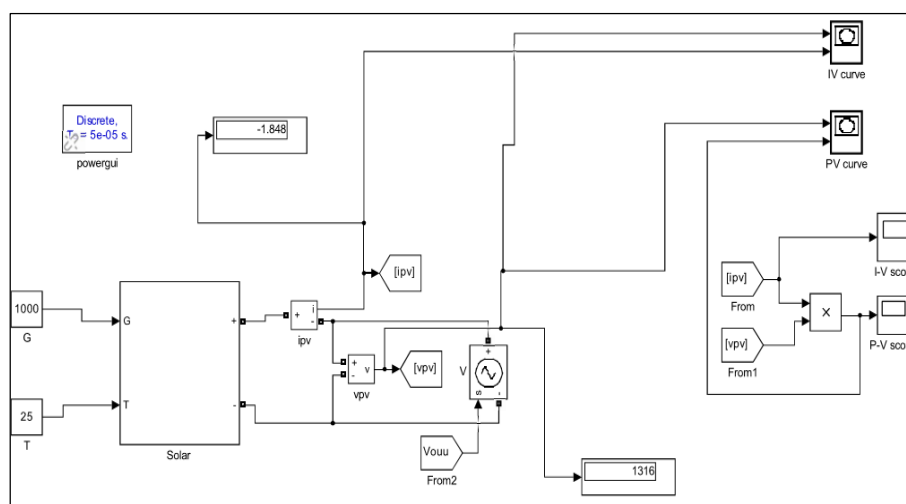 IV curve
Discrete,
= 5e-05 s.
powergui
-1.848
PV curve
[ipv]
[ipv]
From
I-V sco
1000
G
G
+
+
i
-
ipv
X
[vpv]
From1
P-V sco
+
-
v
vpv
[vpv]
V
+
s
-
25
T
T
-
Solar
Vouu
From2
1316